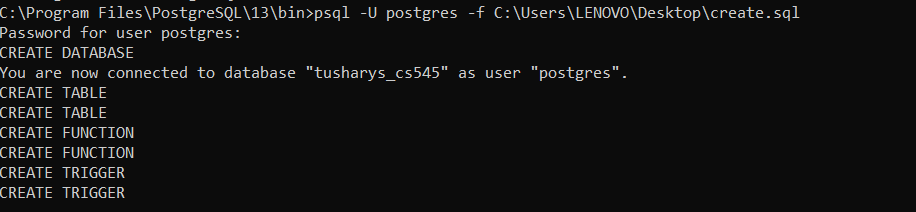 C:\Program Files\PostgreSQL\13\bin>psql -U postgres -f C:\Users\LENOVO\Desktop\create.sql
Password for user postgres:
CREATE DATABASE
You are now connected to database "tusharys_cs545" as user "postgres".
CREATE TABLE
CREATE TABLE
CREATE FUNCTION
CREATE FUNCTION
CREATE TRIGGER
CREATE TRIGGER